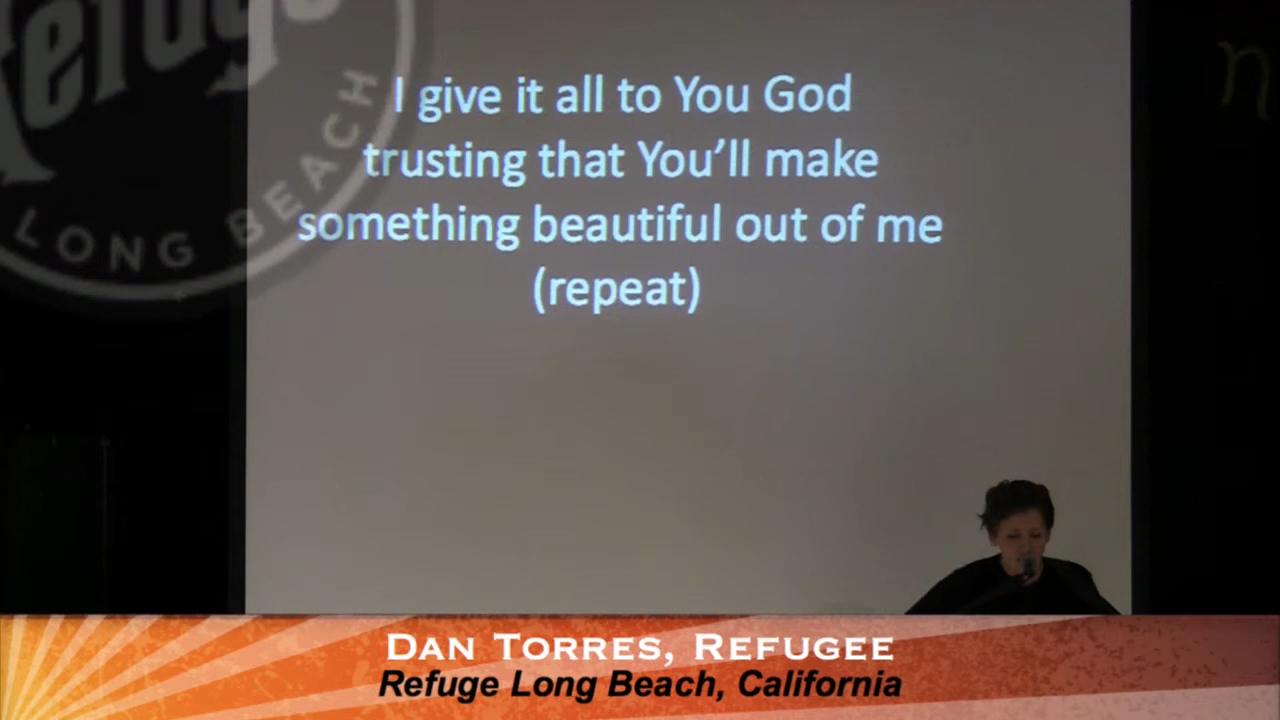 Refuge
LONG BEACH
I give it all to You God
trusting that You'll make
something beautiful out of me
(repeat)
η
DAN TORRES, REFUGEE
Refuge Long Beach, California